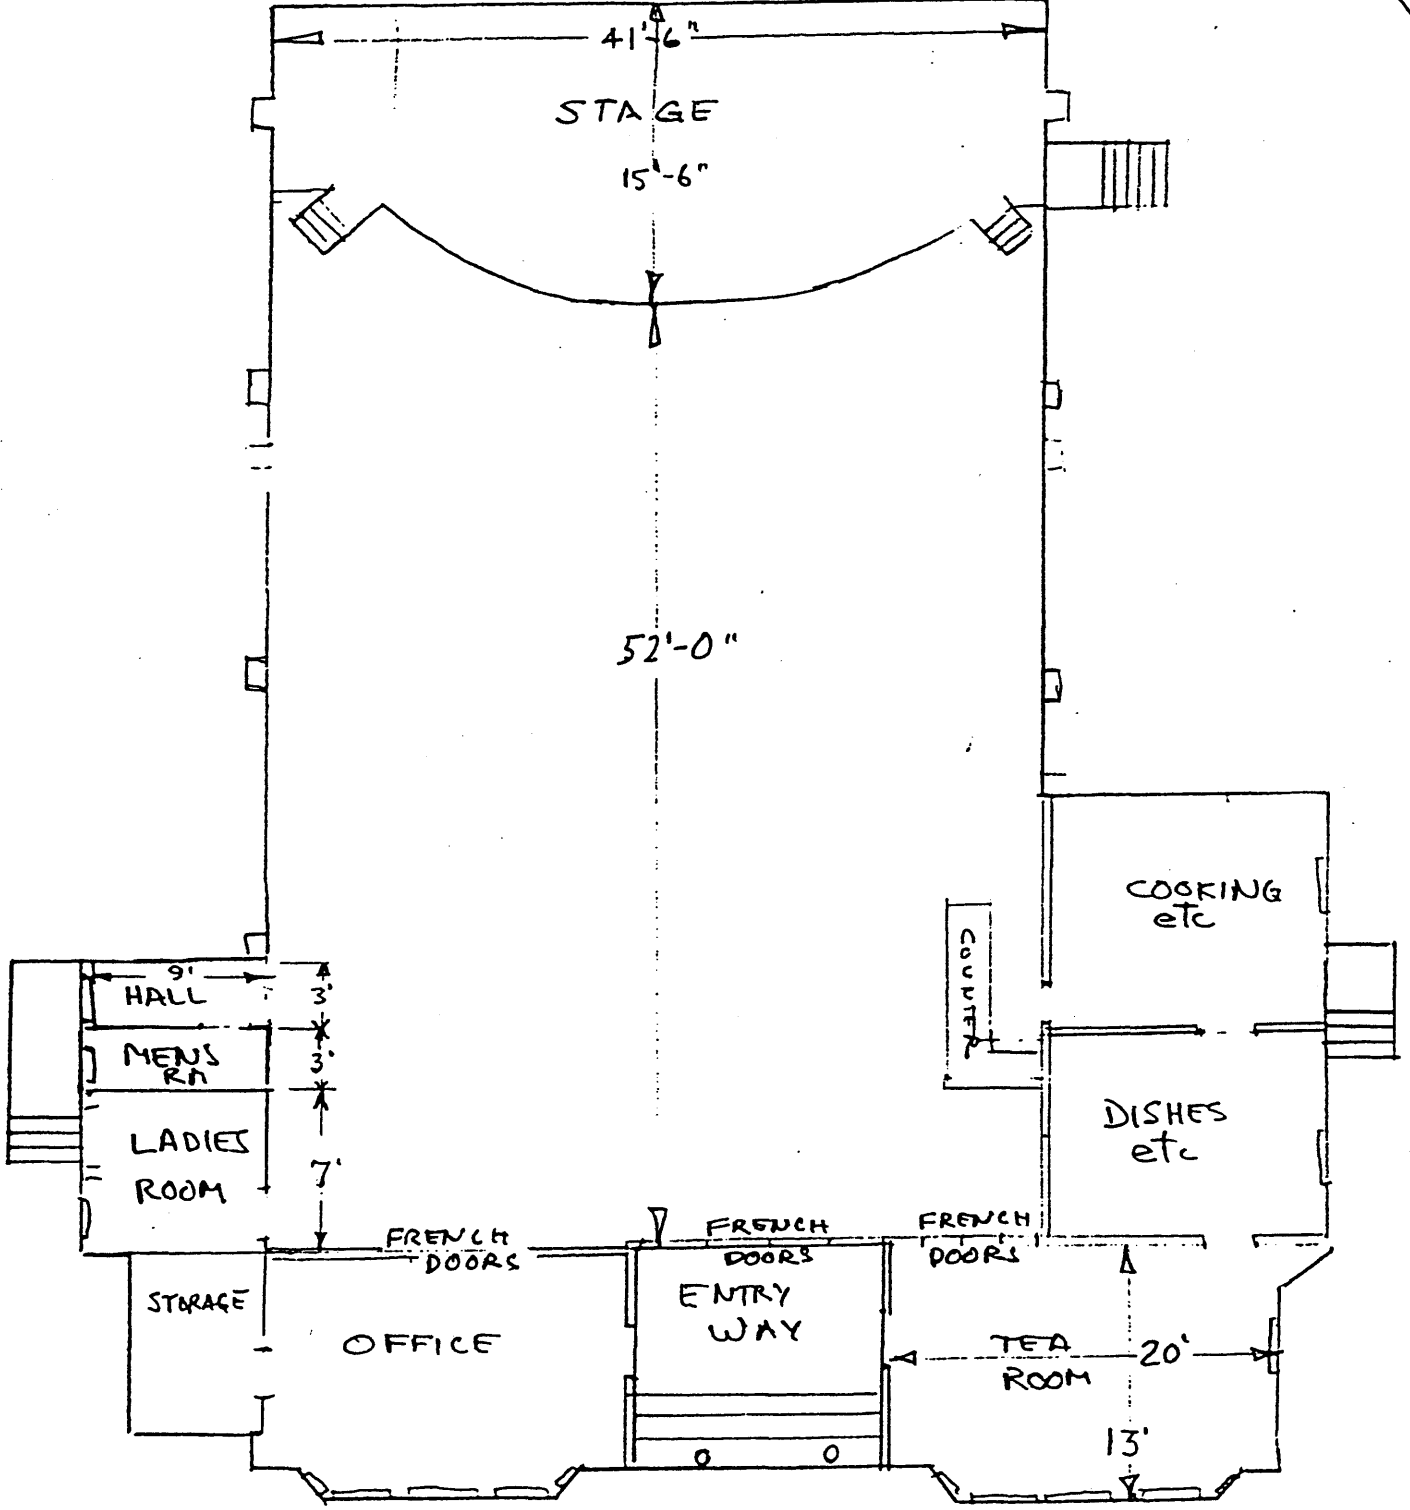 41'-6"
STAGE
15'-6"
52'-0"
COOKING
etc
COUNTER
9'
HALL
3'
MENS
RM
3'
DISHES
etc
LADIES
ROOM
7'
FRENCH
DOORS
FRENCH
DOORS
FRENCH
DOORS
STORAGE
OFFICE
ENTRY
WAY
TEA
ROOM
20'
13'